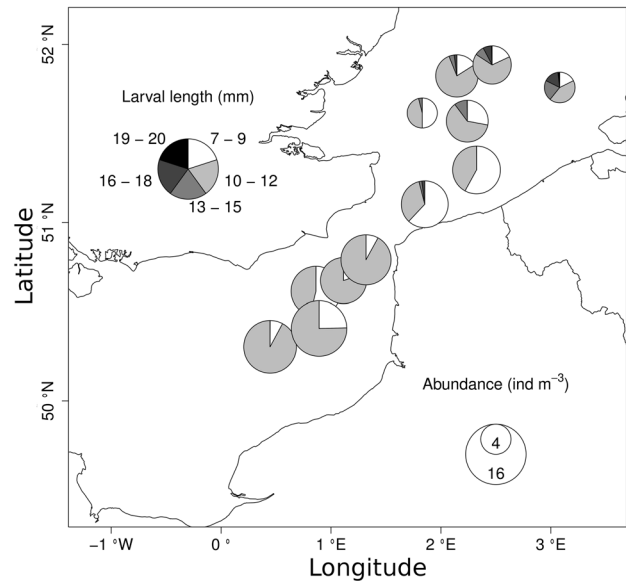 52 °N
Larval length (mm)
19 – 20
7 – 9
16 – 18
10 – 12
13 – 15
51 °N
Latitude
Abundance (ind m⁻³)
50 °N
4
16
−1 °W
0 °
1 °E
2 °E
3 °E
Longitude